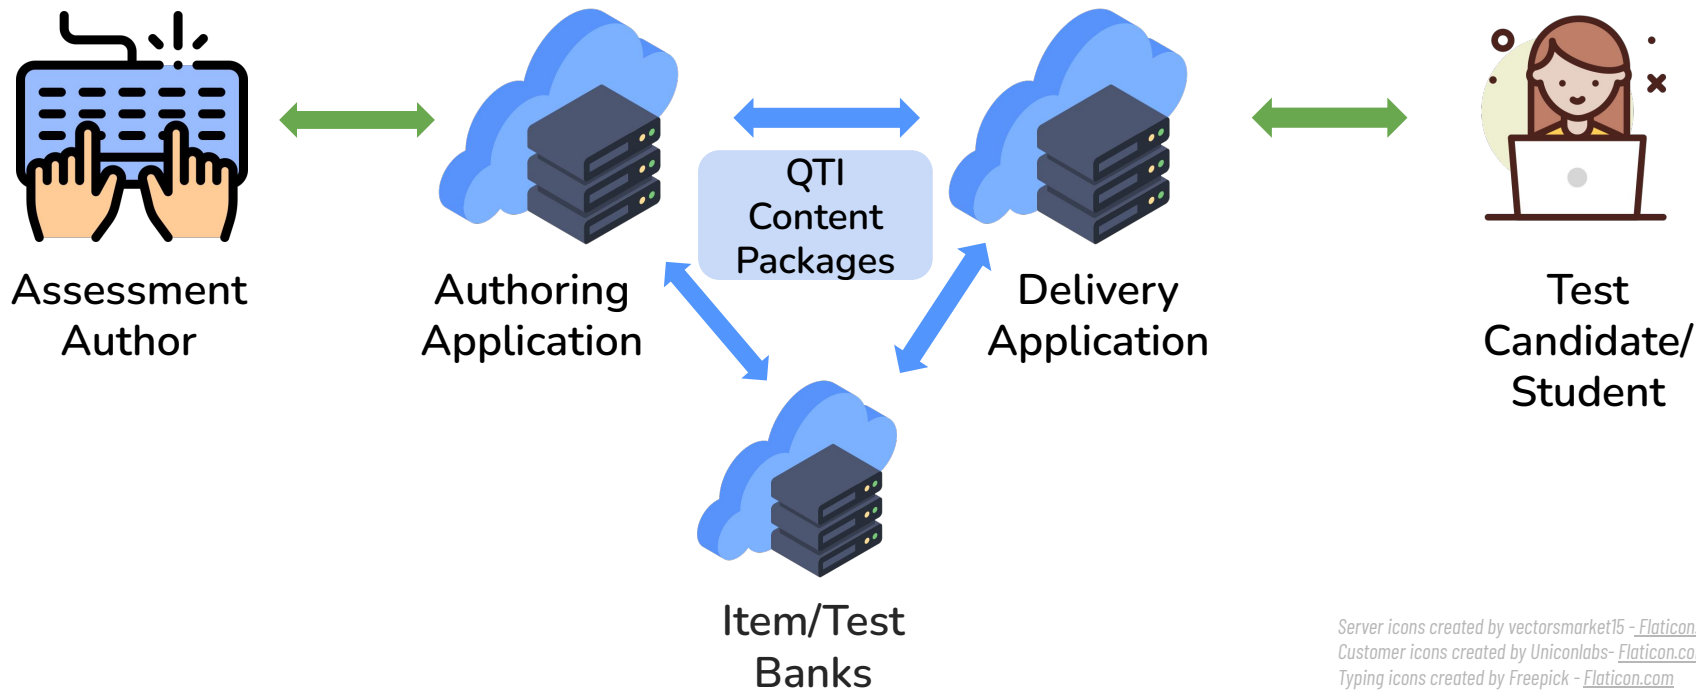 QTI
Content
Packages
Assessment
Author
Authoring
Application
Delivery
Application
Test
Candidate/
Student
Item/Test
Banks
Server icons created by vectorsmarket15 - Flaticon.
Customer icons created by Uniconlabs- Flaticon.co
Typing icons created by Freepick - Flaticon.com